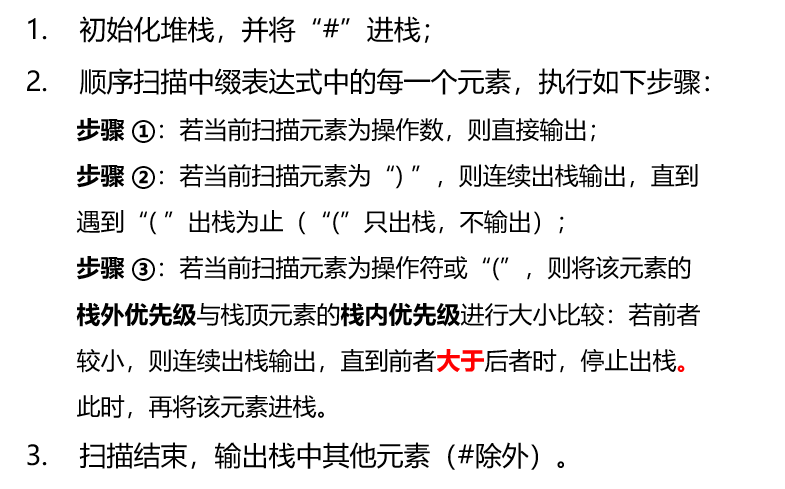 1. 初始化堆栈，并将“#”进栈；
2. 顺序扫描中缀表达式中的每一个元素，执行如下步骤：
步骤 ①：若当前扫描元素为操作数，则直接输出；
步骤 ②：若当前扫描元素为“) ”，则连续出栈输出，直到
遇到“( ”出栈为止（“(”只出栈，不输出）;
步骤 ③：若当前扫描元素为操作符或“(”，则将该元素的
栈外优先级与栈顶元素的栈内优先级进行大小比较：若前者
较小，则连续出栈输出，直到前者大于后者时，停止出栈。
此时，再将该元素进栈。
3. 扫描结束，输出栈中其他元素（#除外）。